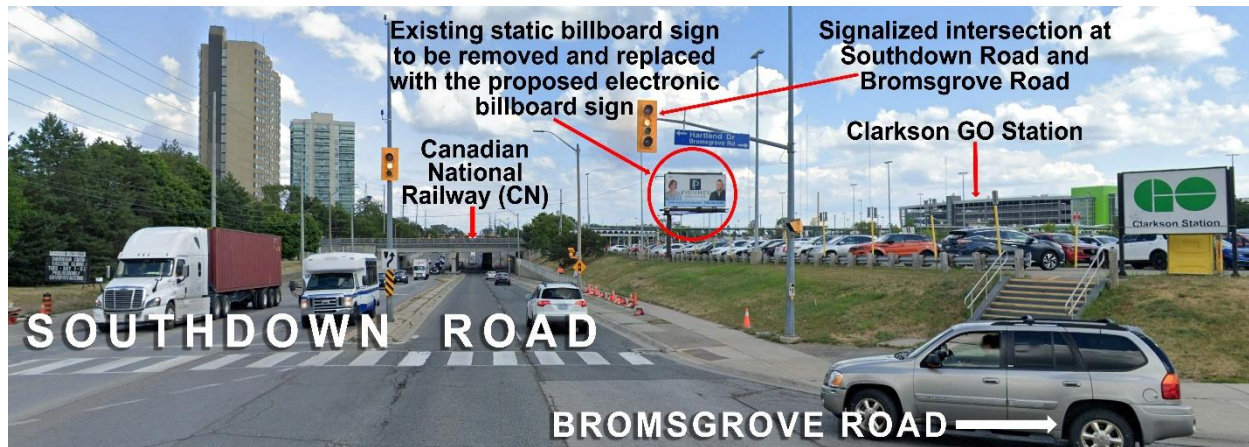 Existing static billboard sign
to be removed and replaced
with the proposed electronic
billboard sign
Signalized intersection at
Southdown Road and
Bromsgrove Road
Clarkson GO Station
Canadian
National
Railway (CN)
Hartland Dr
Bromsgrove Rd
GO
Clarkson Station
SOUTHDOWN ROAD
BROMSGROVE ROAD